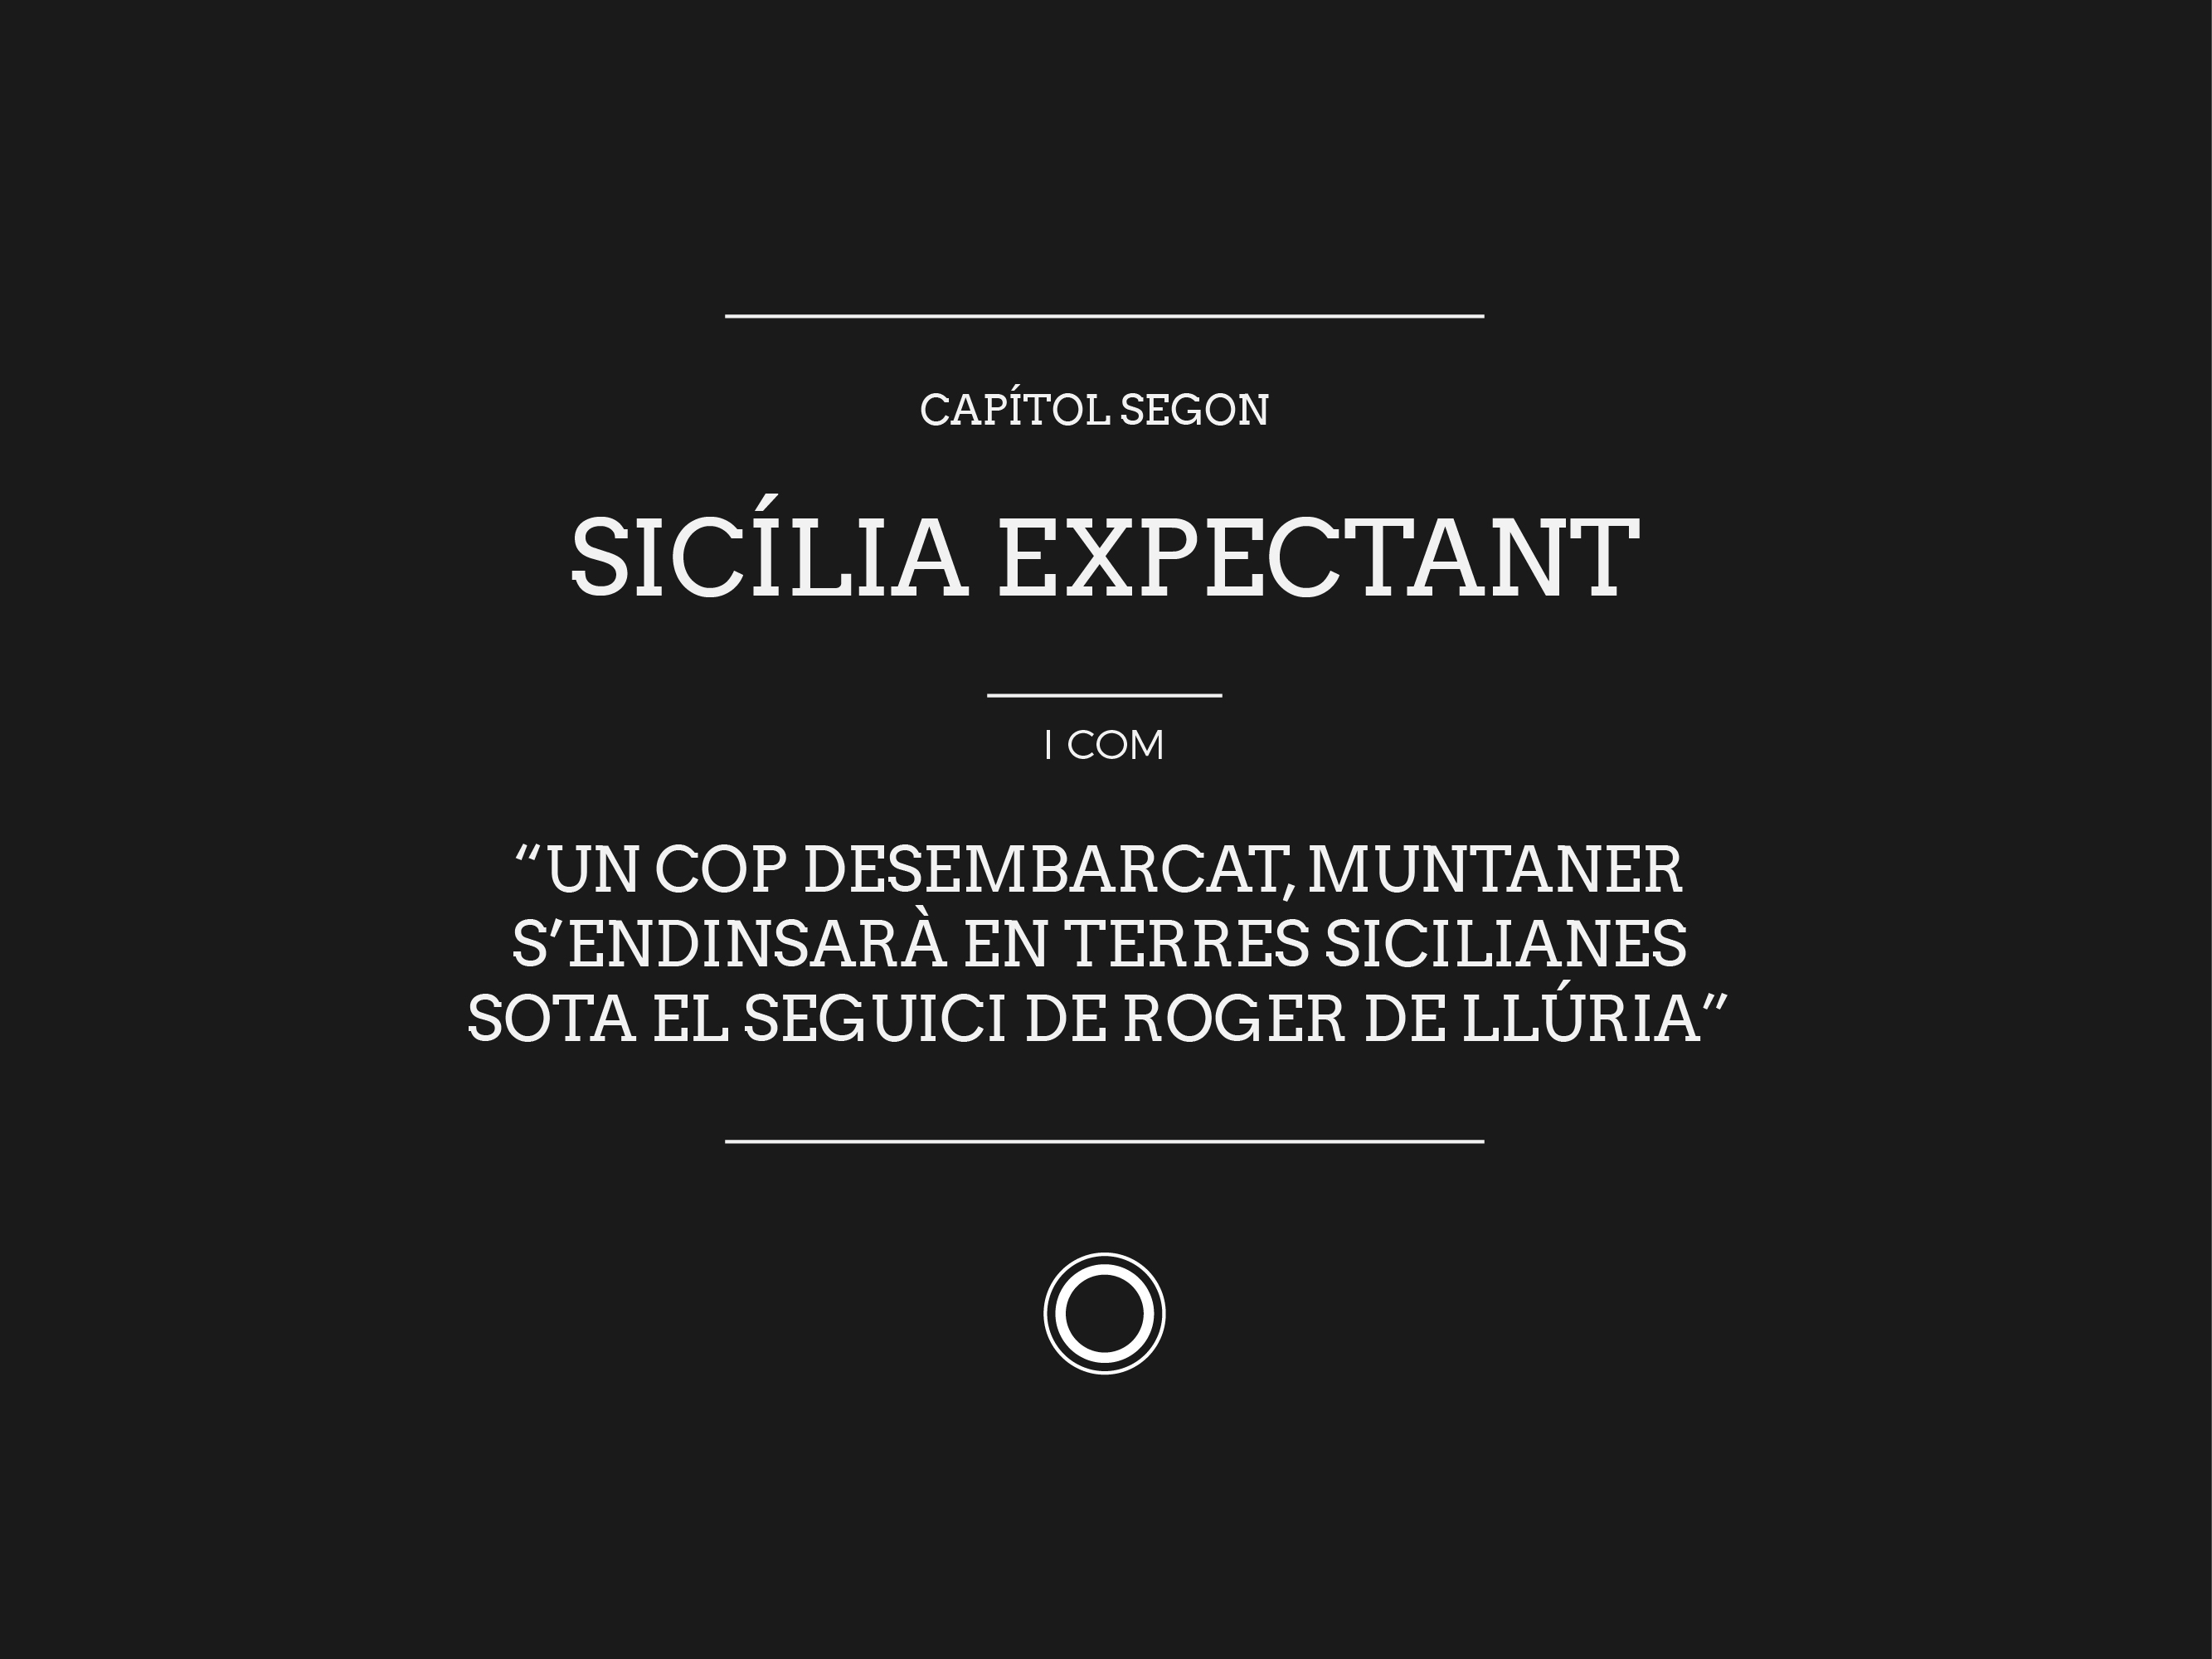 CAPÍTOL SEGON
SICÍLIA EXPECTANT
I COM
“UN COP DESEMBARCAT, MUNTANER
S’ENDINSARÀ EN TERRES SICILIANES
SOTA EL SEGUICI DE ROGER DE LLÚRIA”